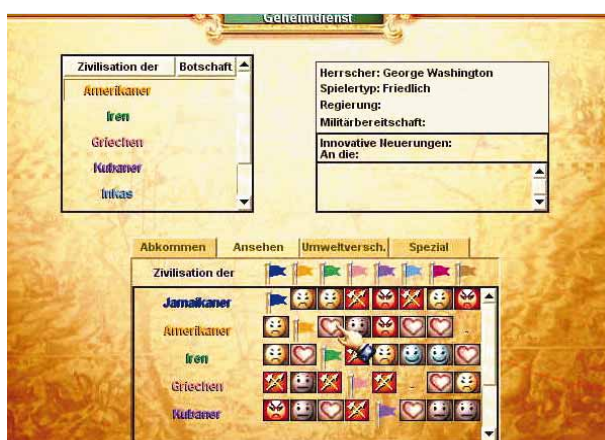 Geheimdienst
Zivilisation der Botschaft
Amerikaner
Iren
Griechen
Kubaner
Inkas
Herrscher: George Washington
Spielertyp: Friedlich
Regierung:
Militärbereitschaft:
Innovative Neuerungen:
An die:
Abkommen Ansehen Umweltversch. Spezial
Zivilisation der
Jamaikaner
Amerikaner
Iren
Griechen
Kubaner